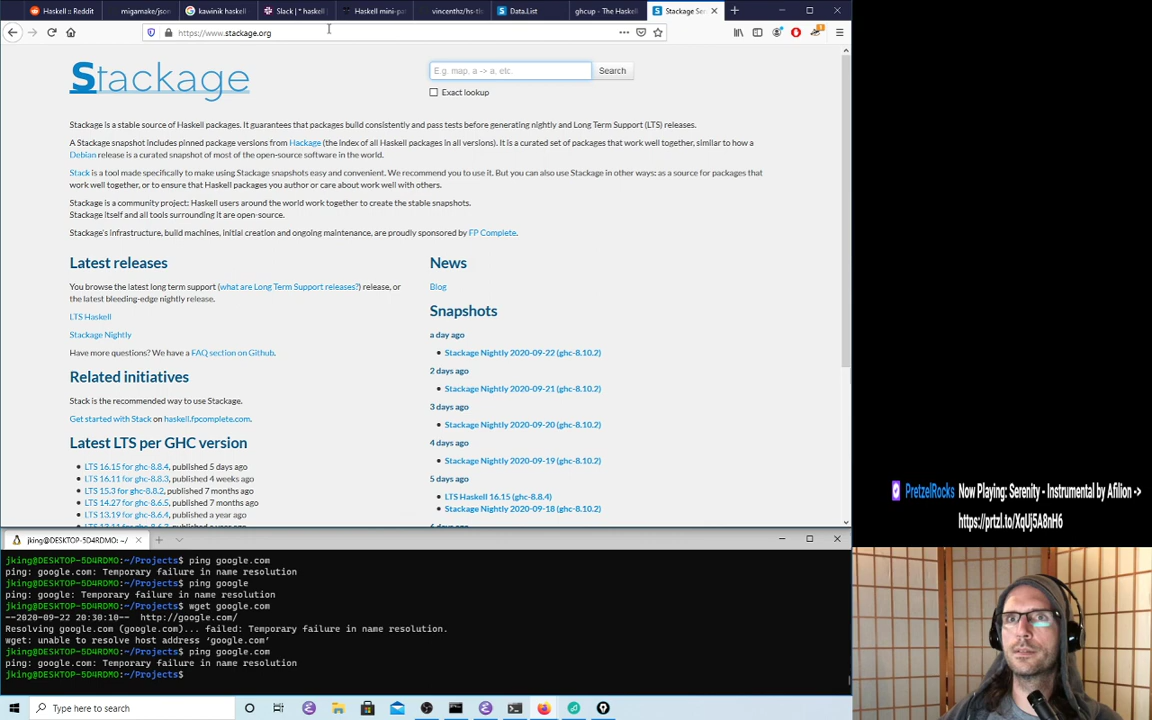 Haskell :: Reddit
migamake/json
kawinik haskell
Slack | * haskell
Haskell mini-pa
vincenthz/hs-th
Data.List
ghcup - The Haske
Stackage Se
https://www.stackage.org
Stackage
E.g. map, a -> a, etc.
Search
Exact lookup
Stackage is a stable source of Haskell packages. It guarantees that packages build consistently and pass tests before generating nightly and Long Term Support (LTS) releases.
A Stackage snapshot includes pinned package versions from Hackage (the index of all Haskell packages in all versions). It is a curated set of packages that work well together, similar to how a
Debian release is a curated snapshot of most of the open-source software in the world.
Stack is a tool made specifically to make using Stackage snapshots easy and convenient. We recommend you to use it. But you can also use Stackage in other ways: as a source for packages that
work well together, or to ensure that Haskell packages you author or care about work well with others.
Stackage is a community project: Haskell users around the world work together to create the stable snapshots.
Stackage itself and all tools surrounding it are open-source.
Stackage's infrastructure, build machines, initial creation and ongoing maintenance, are proudly sponsored by FP Complete.
Latest releases
You browse the latest long term support (what are Long Term Support releases?) release, or
the latest bleeding-edge nightly release.
LTS Haskell
Stackage Nightly
Have more questions? We have a FAQ section on Github.
Related initiatives
Stack is the recommended way to use Stackage.
Get started with Stack on haskell.fpcomplete.com.
Latest LTS per GHC version
LTS 16.15 for ghc-8.8.4, published 5 days ago
LTS 16.11 for ghc-8.8.3, published 4 weeks ago
LTS 15.3 for ghc-8.8.2, published 7 months ago
LTS 14.27 for ghc-8.6.5, published 7 months ago
LTS 13.19 for ghc-8.6.4, published a year ago
LTS 13.11 for ghc-8.6.3, published a year ago
News
Blog
Snapshots
a day ago
Stackage Nightly 2020-09-22 (ghc-8.10.2)
2 days ago
Stackage Nightly 2020-09-21 (ghc-8.10.2)
3 days ago
Stackage Nightly 2020-09-20 (ghc-8.10.2)
4 days ago
Stackage Nightly 2020-09-19 (ghc-8.10.2)
5 days ago
LTS Haskell 16.15 (ghc-8.8.4)
Stackage Nightly 2020-09-18 (ghc-8.10.2)
6 days ago
PretzelRocks Now Playing: Serenity - Instrumental by Afilion ->
https://prtzl.to/XqUj5A8nH6
jking@DESKTOP-5D4RDMO: ~/
jking@DESKTOP-5D4RDMO:~/Projects$ ping google.com
ping: google.com: Temporary failure in name resolution
jking@DESKTOP-5D4RDMO:~/Projects$ ping google
ping: google: Temporary failure in name resolution
jking@DESKTOP-5D4RDMO:~/Projects$ wget google.com
--2020-09-22 20:30:10-- http://google.com/
Resolving google.com (google.com)... failed: Temporary failure in name resolution.
wget: unable to resolve host address ‘google.com’
jking@DESKTOP-5D4RDMO:~/Projects$ ping google.com
ping: google.com: Temporary failure in name resolution
jking@DESKTOP-5D4RDMO:~/Projects$
Type here to search